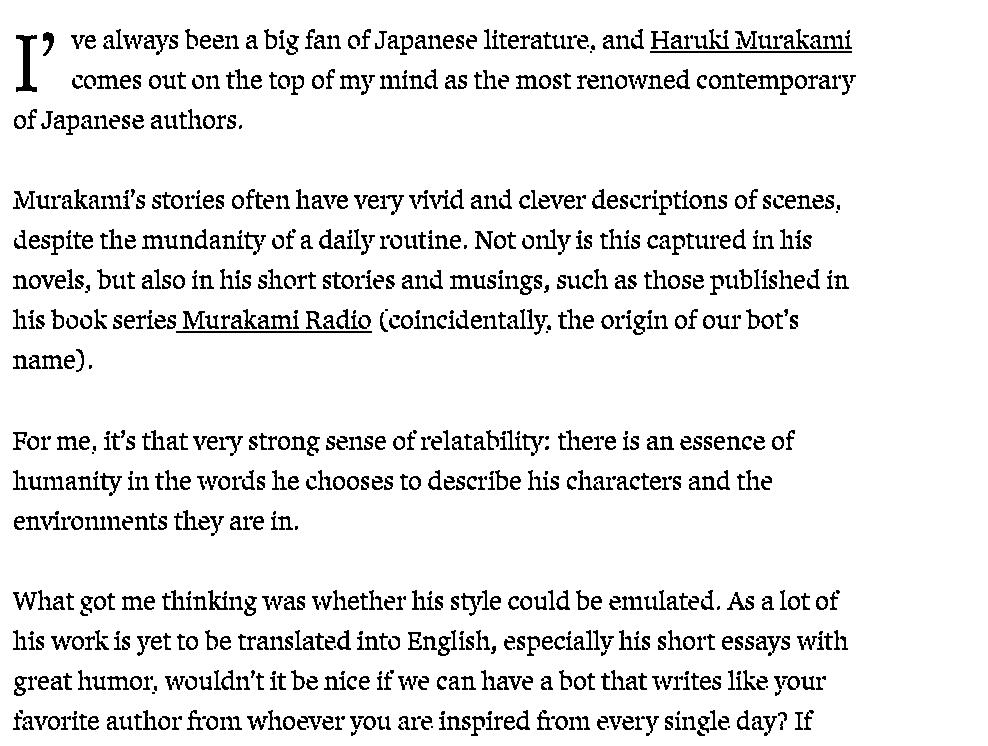 I've always been a big fan of Japanese literature, and Haruki Murakami
comes out on the top of my mind as the most renowned contemporary
of Japanese authors.
Murakami's stories often have very vivid and clever descriptions of scenes,
despite the mundanity of a daily routine. Not only is this captured in his
novels, but also in his short stories and musings, such as those published in
his book series Murakami Radio (coincidentally, the origin of our bot's
name).
For me, it's that very strong sense of relatability: there is an essence of
humanity in the words he chooses to describe his characters and the
environments they are in.
What got me thinking was whether his style could be emulated. As a lot of
his work is yet to be translated into English, especially his short essays with
great humor, wouldn't it be nice if we can have a bot that writes like your
favorite author from whoever you are inspired from every single day? If